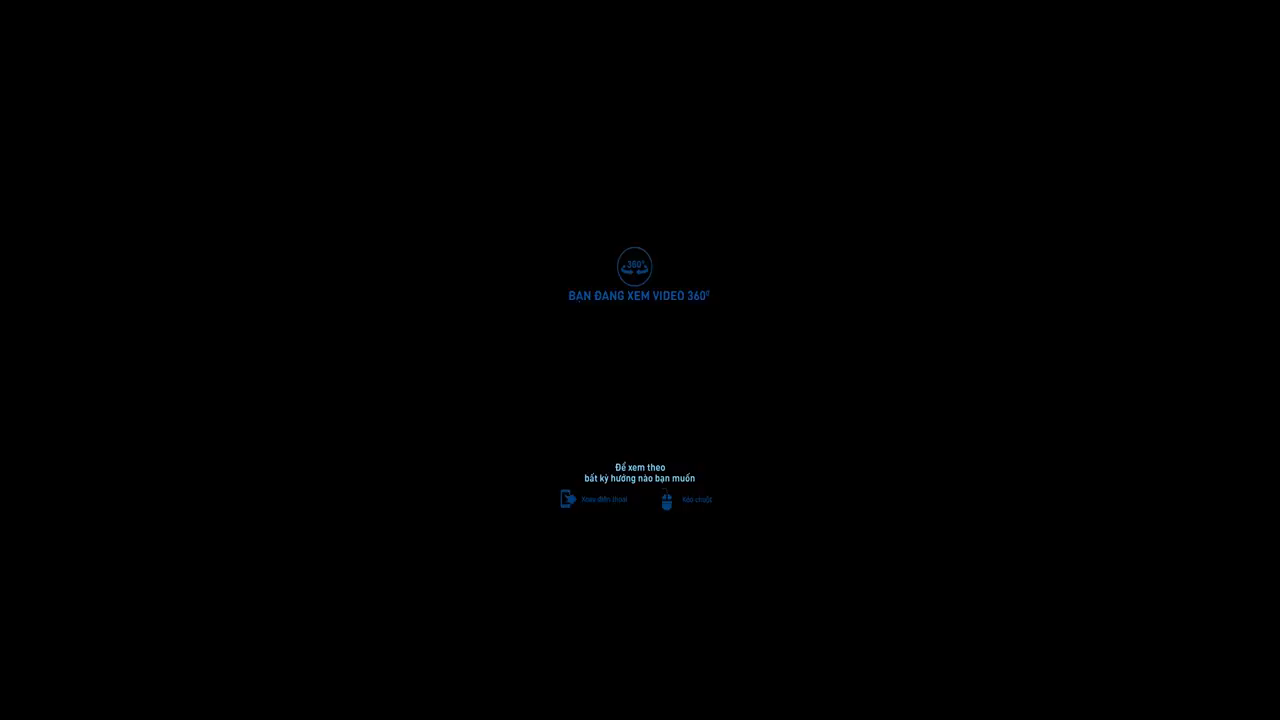 360°
BẠN ĐANG XEM VIDEO 360°
Để xem theo
bất kỳ hướng nào bạn muốn
Xoay điện thoại
Kéo chuột